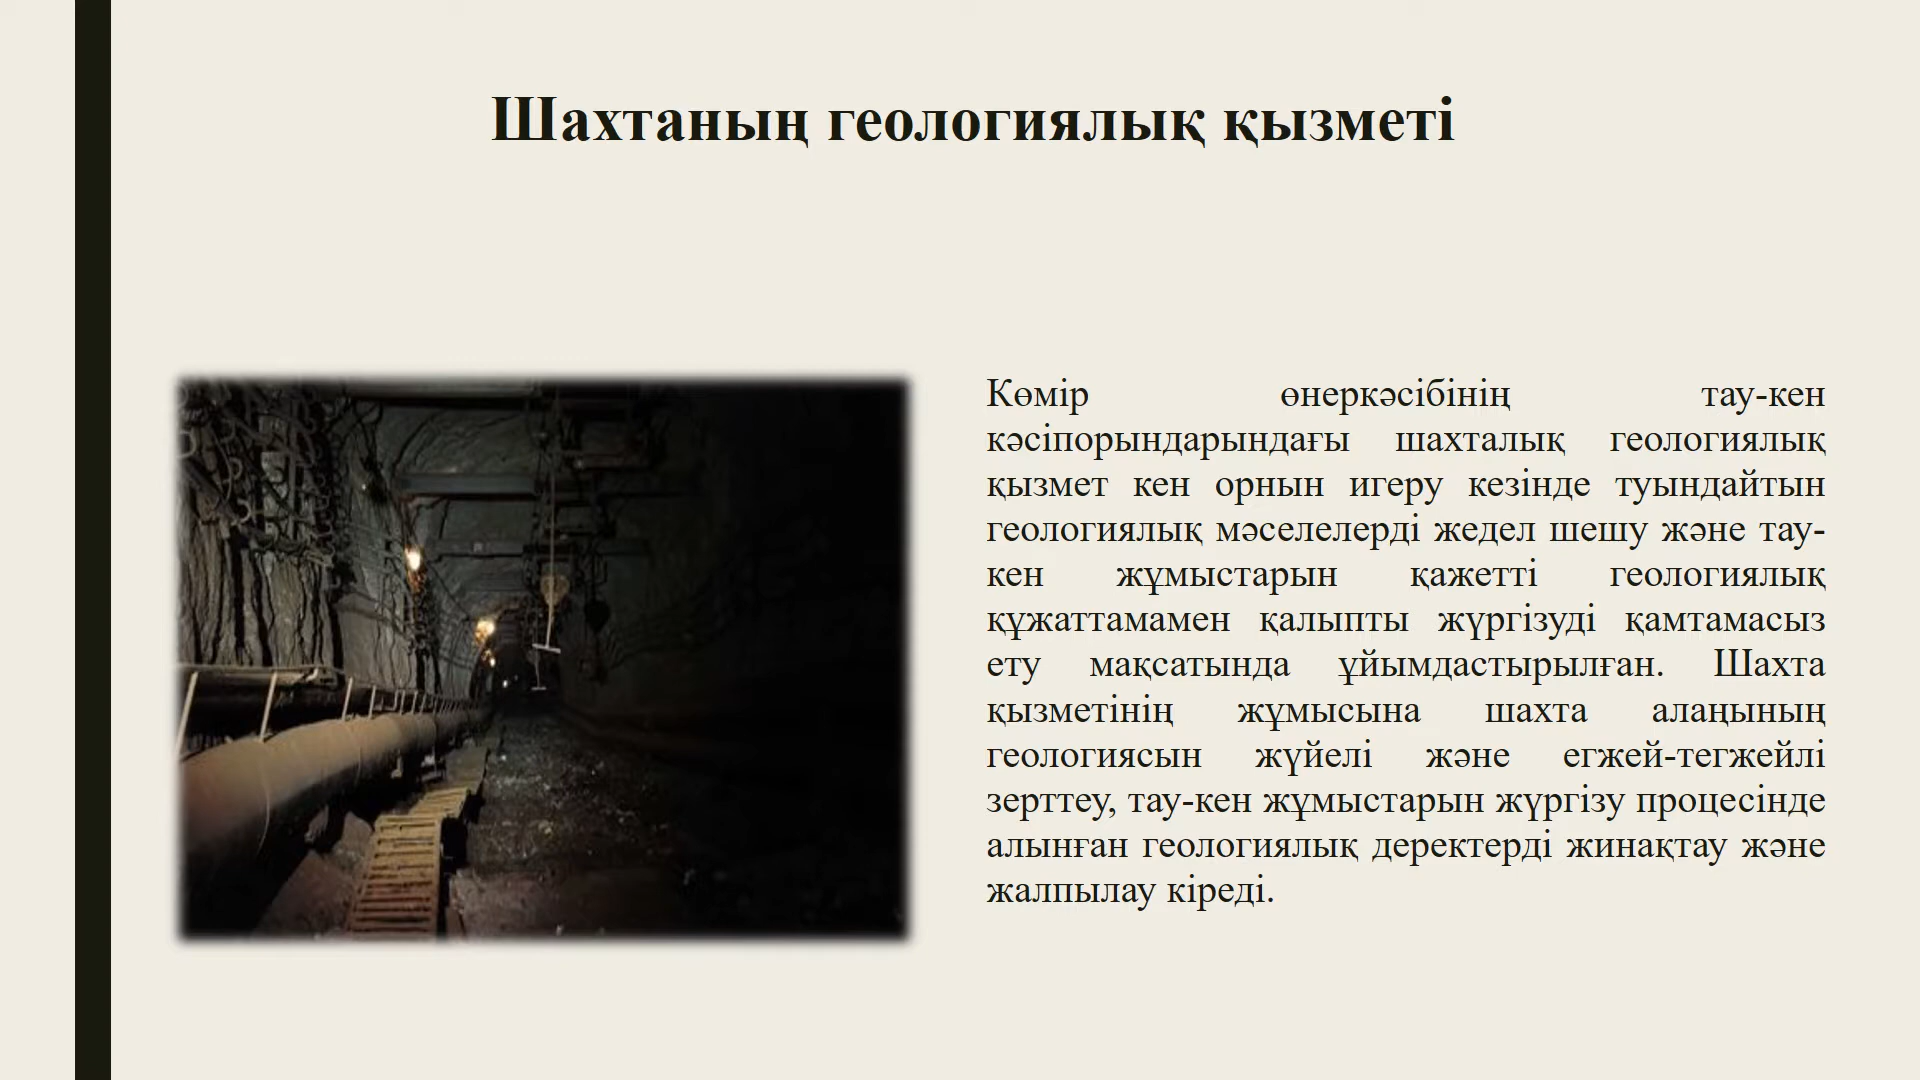 Шахтаның геологиялық қызметі
Көмір өнеркәсібінің тау-кен
кәсіпорындарындағы шахталық геологиялық
қызмет кен орнын игеру кезінде туындайтын
геологиялық мәселелерді жедел шешу және тау-
кен жұмыстарын қажетті геологиялық
құжаттамамен қалыпты жүргізуді қамтамасыз
ету мақсатында ұйымдастырылған. Шахта
қызметінің жұмысына шахта алаңының
геологиясын жүйелі және егжей-тегжейлі
зерттеу, тау-кен жұмыстарын жүргізу процесінде
алынған геологиялық деректерді жинақтау және
жалпылау кіреді.